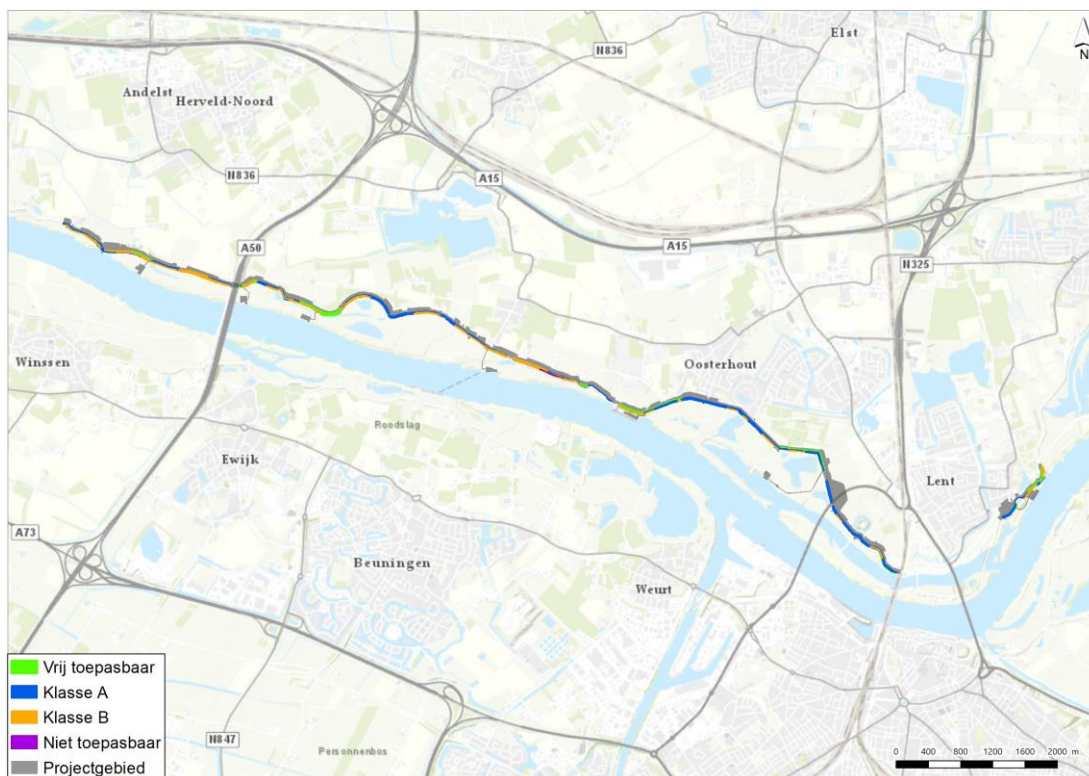 Elst
N836
N
Andelst
Herveld-Noord
N836
A15
A15
A50
N325
Winssen
Oosterhout
Roodslag
Ewijk
Lent
A73
Beuningen
Weurt
Vrij toepasbaar
Klasse A
Klasse B
Niet toepasbaar
Projectgebied
N847
Personnenbos
0 400 800 1200 1600 2000 m